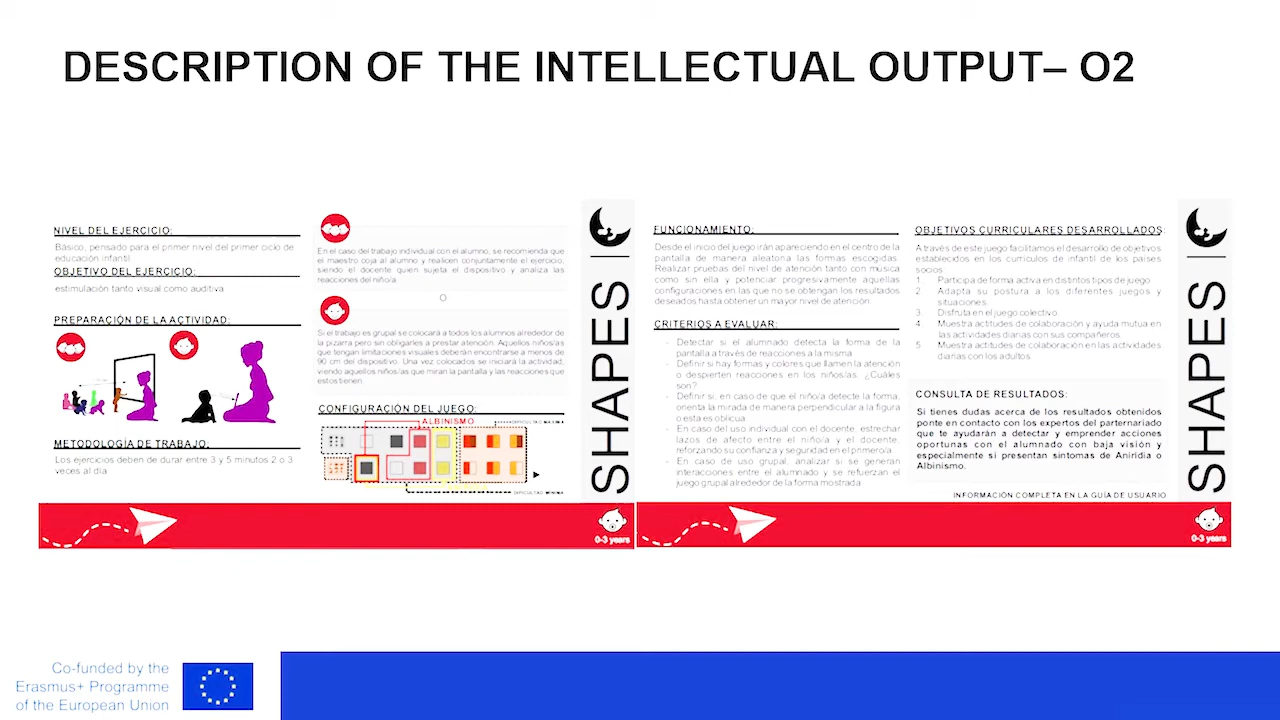 DESCRIPTION OF THE INTELLECTUAL OUTPUT– O2
NIVEL DEL EJERCICIO:
Básico, pensado para el primer nivel del primer ciclo de
educación infantil
OBJETIVO DEL EJERCICIO:
estimulación tanto visual como auditiva
PREPARACIÓN DE LA ACTIVIDAD:
METODOLOGÍA DE TRABAJO:
Los ejercicios deben de durar entre 3 y 5 minutos 2 o 3
veces al día
En el caso del trabajo individual con el alumno, se recomienda que
el maestro coja al alumno y realicen conjuntamente el ejercicio,
siendo el docente quien sujeta el dispositivo y analiza las
reacciones del niño/a.
O
Si el trabajo es grupal se colocará a todos los alumnos alrededor de
la pizarra pero sin obligarles a prestar atención. Aquellos niños/as
que tengan limitaciones visuales deberán encontrarse a menos de
90 cm del dispositivo. Una vez colocados se iniciará la actividad,
viendo aquellos niños/as que miran la pantalla y las reacciones que
estos tienen
CONFIGURACIÓN DEL JUEGO:
ALBINISMO
DIFICULTAD MÁXIMA
DIFICULTAD MÍNIMA
SHAPES
0-3 years
FUNCIONAMIENTO:
Desde el inicio del juego irán apareciendo en el centro de la
pantalla de manera aleatoria las formas escogidas.
Realizar pruebas del nivel de atención tanto con musica
como sin ella y potenciar progresivamente aquellas
configuraciones en las que no se obtengan los resultados
deseados hasta obtener un mayor nivel de atención
CRITERIOS A EVALUAR:
- Detectar si el alumnado detecta la forma de la
pantalla a través de reacciones a la misma
- Definir si hay formas y colores que llamen la atención
o despierten reacciones en los niños/as. ¿Cuáles
son?
- Definir si, en caso de que el niño/a detecte la forma,
orienta la mirada de manera perpendicular a la figura
o esta es oblicua
- En caso del uso individual con el docente, estrechar
lazos de afecto entre el niño/a y el docente,
reforzando su confianza y seguridad en el primero/a
- En caso de uso grupal, analizar si se generan
interacciones entre el alumnado y se refuerzan el
juego grupal alrededor de la forma mostrada
OBJETIVOS CURRICULARES DESARROLLADOS:
A través de este juego facilitamos el desarrollo de objetivos
establecidos en los currículos de infantil de los países
socios
1 Participa de forma activa en distintos tipos de juego
2 Adapta su postura a los diferentes juegos y
situaciones.
3 Disfruta en el juego colectivo
4 Muestra actitudes de colaboración y ayuda mutua en
las actividades diarias con sus compañeros.
5 Muestra actitudes de colaboración en las actividades
diarias con los adultos.
CONSULTA DE RESULTADOS:
Si tienes dudas acerca de los resultados obtenidos
ponte en contacto con los expertos del parternariado
que te ayudarán a detectar y emprender acciones
oportunas con el alumnado con baja visión y
especialmente si presentan sintomas de Aniridia o
Albinismo.
INFORMACIÓN COMPLETA EN LA GUIA DE USUARIO
SHAPES
0-3 years
Co-funded by the
Erasmus+ Programme
of the European Union